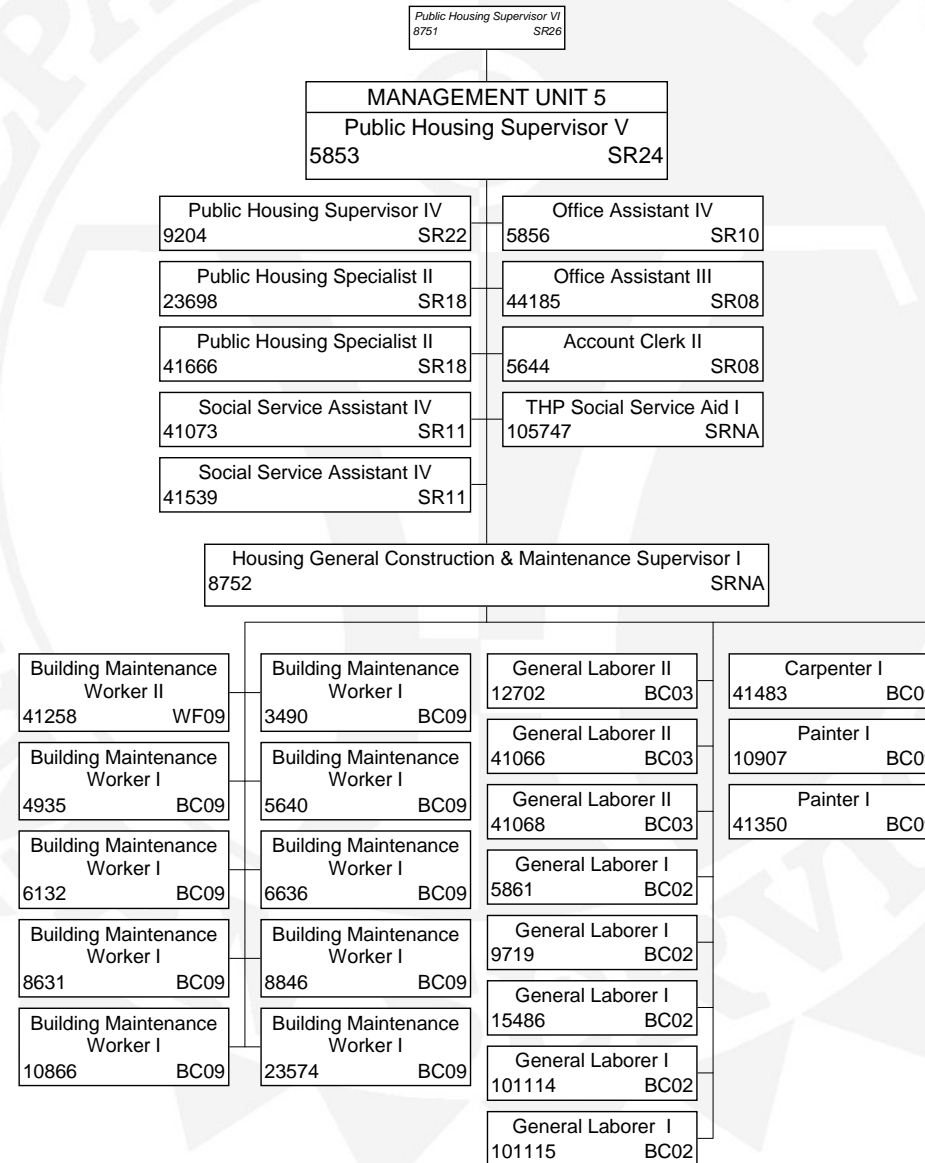 Public Housing Supervisor VI
8751 SR26
MANAGEMENT UNIT 5
Public Housing Supervisor V
5853 SR24
Public Housing Supervisor IV
9204 SR22
Office Assistant IV
5856 SR10
Public Housing Specialist II
23698 SR18
Office Assistant III
44185 SR08
Public Housing Specialist II
41666 SR18
Account Clerk II
5644 SR08
Social Service Assistant IV
41073 SR11
THP Social Service Aid I
105747 SRNA
Social Service Assistant IV
41539 SR11
Housing General Construction & Maintenance Supervisor I
8752 SRNA
Building Maintenance
Worker II
41258 WF09
Building Maintenance
Worker I
4935 BC09
Building Maintenance
Worker I
6132 BC09
Building Maintenance
Worker I
8631 BC09
Building Maintenance
Worker I
10866 BC09
Building Maintenance
Worker I
3490 BC09
Building Maintenance
Worker I
5640 BC09
Building Maintenance
Worker I
6636 BC09
Building Maintenance
Worker I
8846 BC09
Building Maintenance
Worker I
23574 BC09
General Laborer II
12702 BC03
General Laborer II
41066 BC03
General Laborer II
41068 BC03
General Laborer I
5861 BC02
General Laborer I
9719 BC02
General Laborer I
15486 BC02
General Laborer I
101114 BC02
General Laborer I
101115 BC02
Carpenter I
41483
Painter I
10907
Painter I
41350